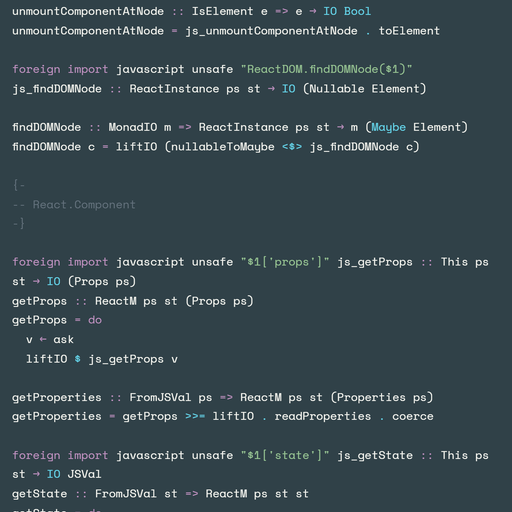 unmountComponentAtNode :: IsElement e => e → IO Bool
unmountComponentAtNode = js_unmountComponentAtNode . toElement
foreign import javascript unsafe "ReactDOM.findDOMNode($1)"
js_findDOMNode :: ReactInstance ps st → IO (Nullable Element)
findDOMNode :: MonadIO m => ReactInstance ps st → m (Maybe Element)
findDOMNode c = liftIO (nullableToMaybe <$> js_findDOMNode c)
{-
-- React.Component
-}
foreign import javascript unsafe "$1['props']" js_getProps :: This ps
st → IO (Props ps)
getProps :: ReactM ps st (Props ps)
getProps = do
  v ← ask
  liftIO $ js_getProps v
getProperties :: FromJSVal ps => ReactM ps st (Properties ps)
getProperties = getProps >>= liftIO . readProperties . coerce
foreign import javascript unsafe "$1['state']" js_getState :: This ps
st → IO JSVal
getState :: FromJSVal st => ReactM ps st st
getState = do